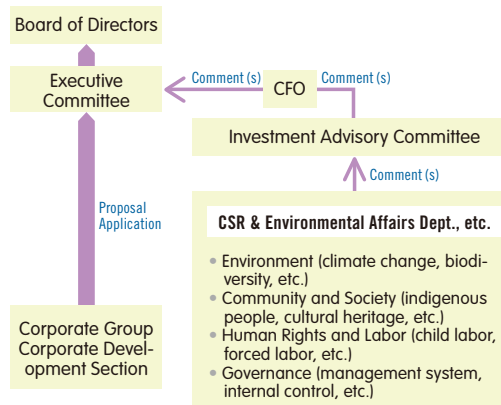 Board of Directors
Executive
Committee
Comment (s)
CFO
Comment (s)
Investment Advisory Committee
Comment (s)
Proposal
Application
CSR & Environmental Affairs Dept., etc.
• Environment (climate change, biodi-
versity, etc.)
• Community and Society (indigenous
people, cultural heritage, etc.)
• Human Rights and Labor (child labor,
forced labor, etc.)
• Governance (management system,
internal control, etc.)
Corporate Group
Corporate Devel-
opment Section